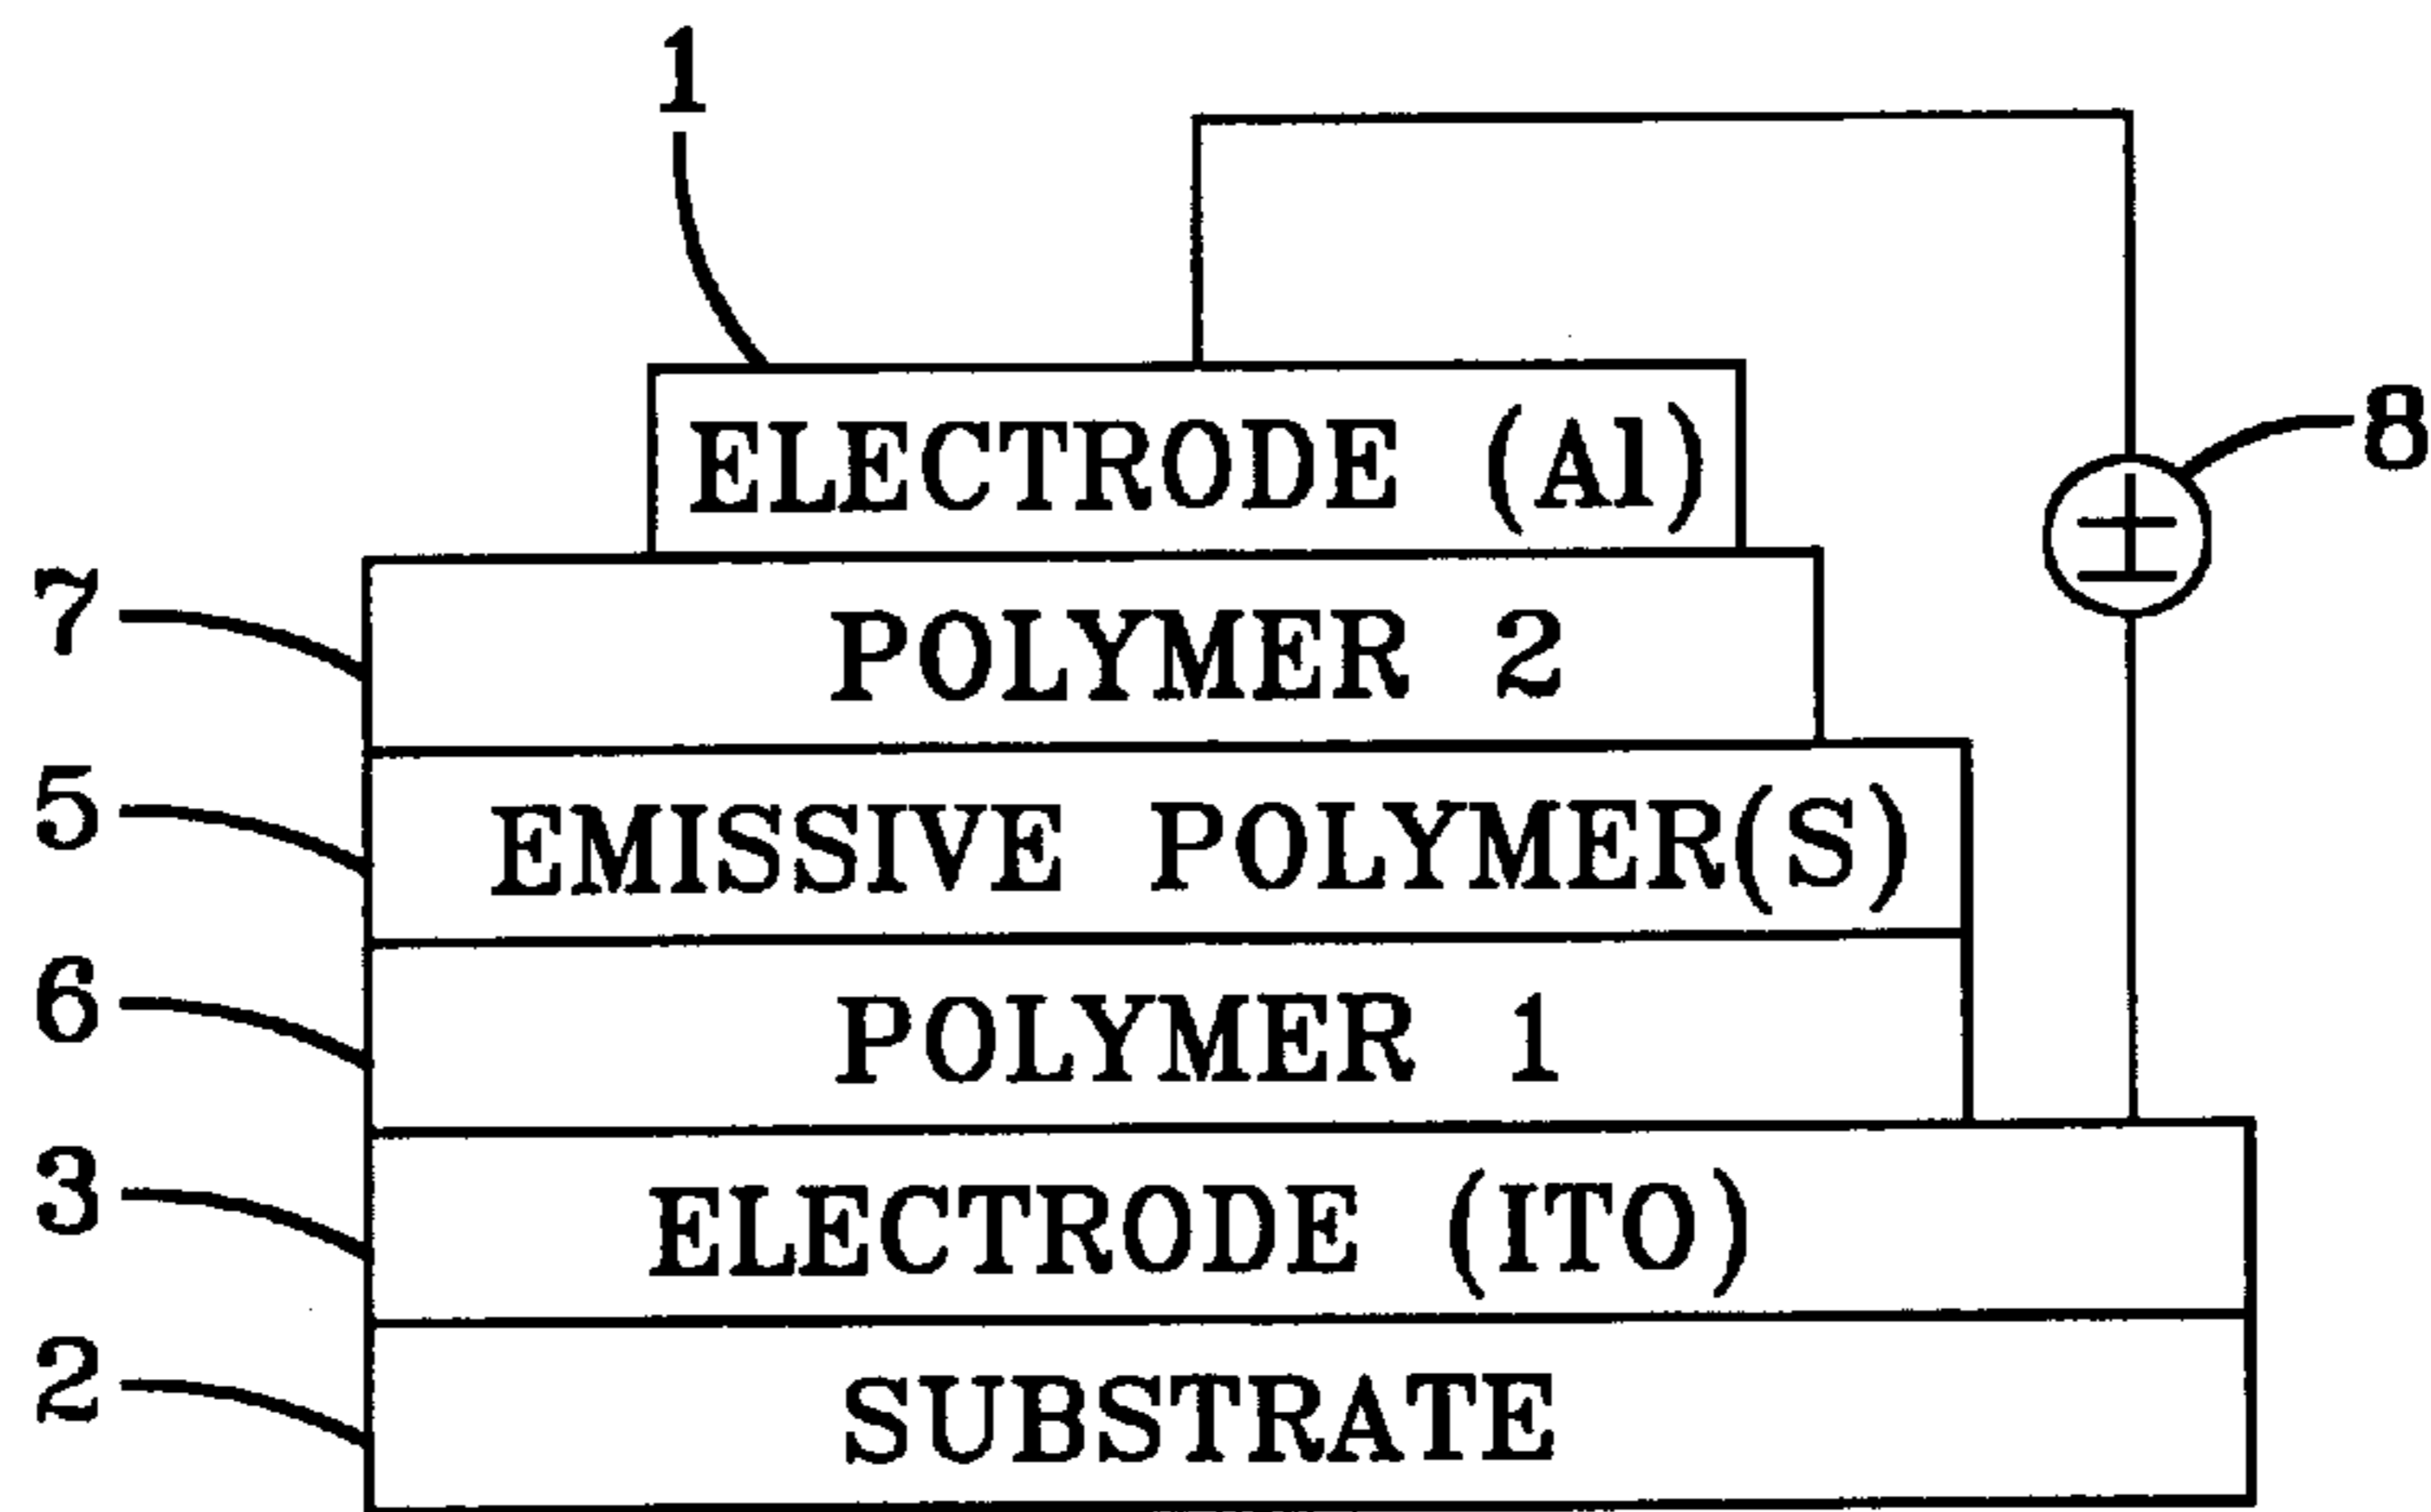 1
ELECTRODE (Al)
8
7
POLYMER 2
5
EMISSIVE POLYMER(S)
6
POLYMER 1
3
ELECTRODE (ITO)
2
SUBSTRATE